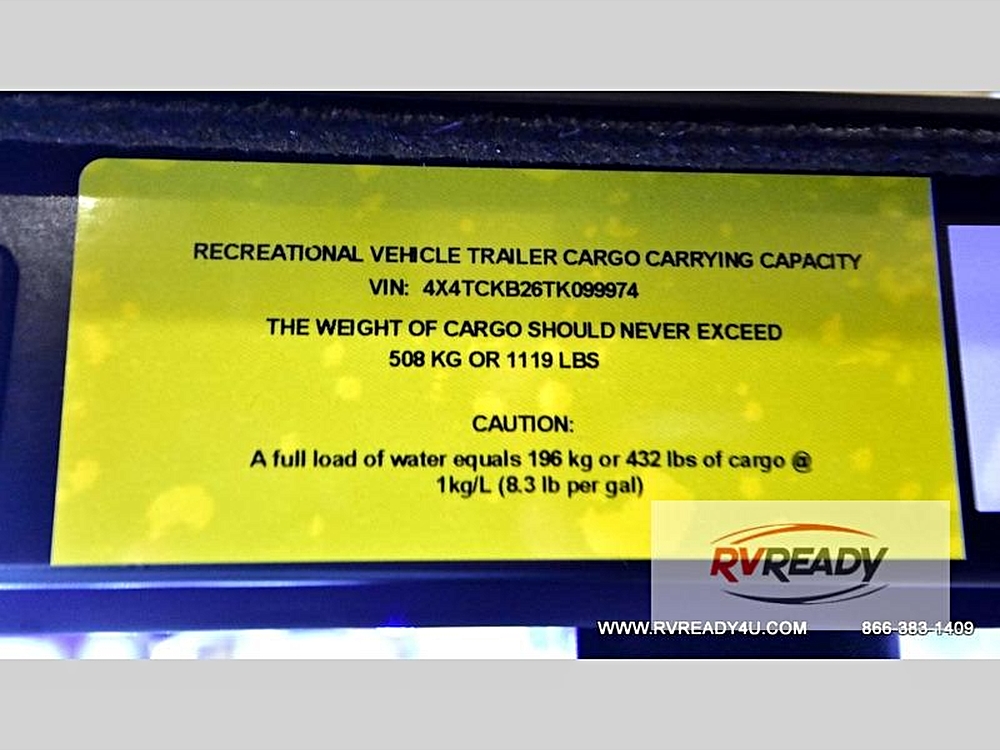 RECREATIONAL VEHICLE TRAILER CARGO CARRYING CAPACITY
VIN: 4X4TCKB26TK099974
THE WEIGHT OF CARGO SHOULD NEVER EXCEED
508 KG OR 1119 LBS
CAUTION:
A full load of water equals 196 kg or 432 lbs of cargo @
1kg/L (8.3 lb per gal)
RVREADY
WWW.RVREADY4U.COM 866-383-1409